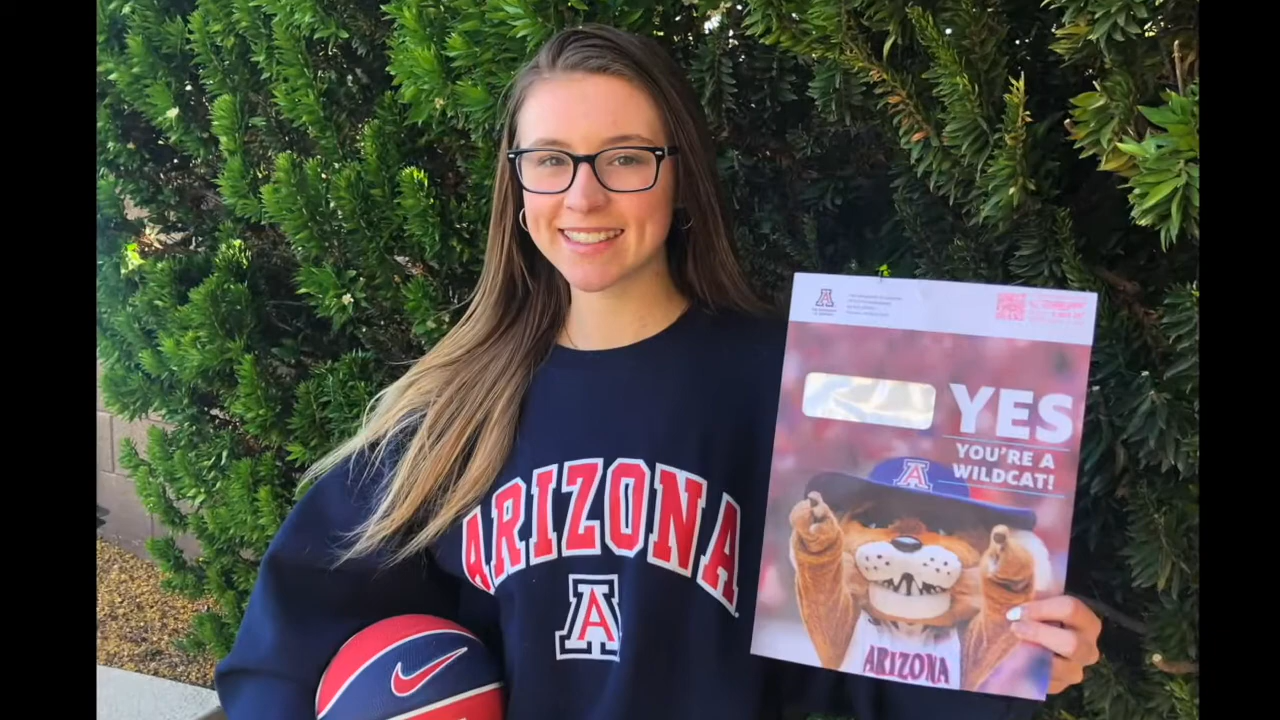 A
YES
YOU'RE A
WILDCAT!
A
ARIZONA
ARIZONA
A